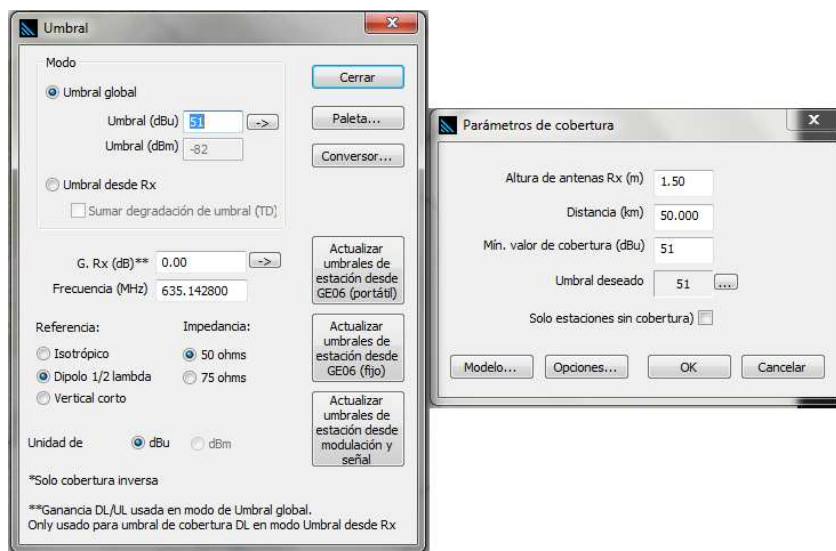 Umbral
Modo
Umbral global
Umbral (dBu) 51 ->
Umbral (dBm) -82
Umbral desde Rx
Sumar degradación de umbral (TD)
Cerrar
Paleta...
Conversor...
G. Rx (dB)** 0.00 ->
Frecuencia (MHz) 635.142800
Actualizar
umbrales de
estación desde
GE06 (portátil)
Referencia:
Isotrópico
Dipolo 1/2 lambda
Vertical corto
Impedancia:
50 ohms
75 ohms
Actualizar
umbrales de
estación desde
GE06 (fijo)
Actualizar
umbrales de
estación desde
modulación y
señal
Unidad de dBu dBm
*Solo cobertura inversa
**Ganancia DL/UL usada en modo de Umbral global.
Only usado para umbral de cobertura DL en modo Umbral desde Rx
Parámetros de cobertura
Altura de antenas Rx (m) 1.50
Distancia (km) 50.000
Mín. valor de cobertura (dBu) 51
Umbral deseado 51 ...
Solo estaciones sin cobertura)
Modelo... Opciones... OK Cancelar